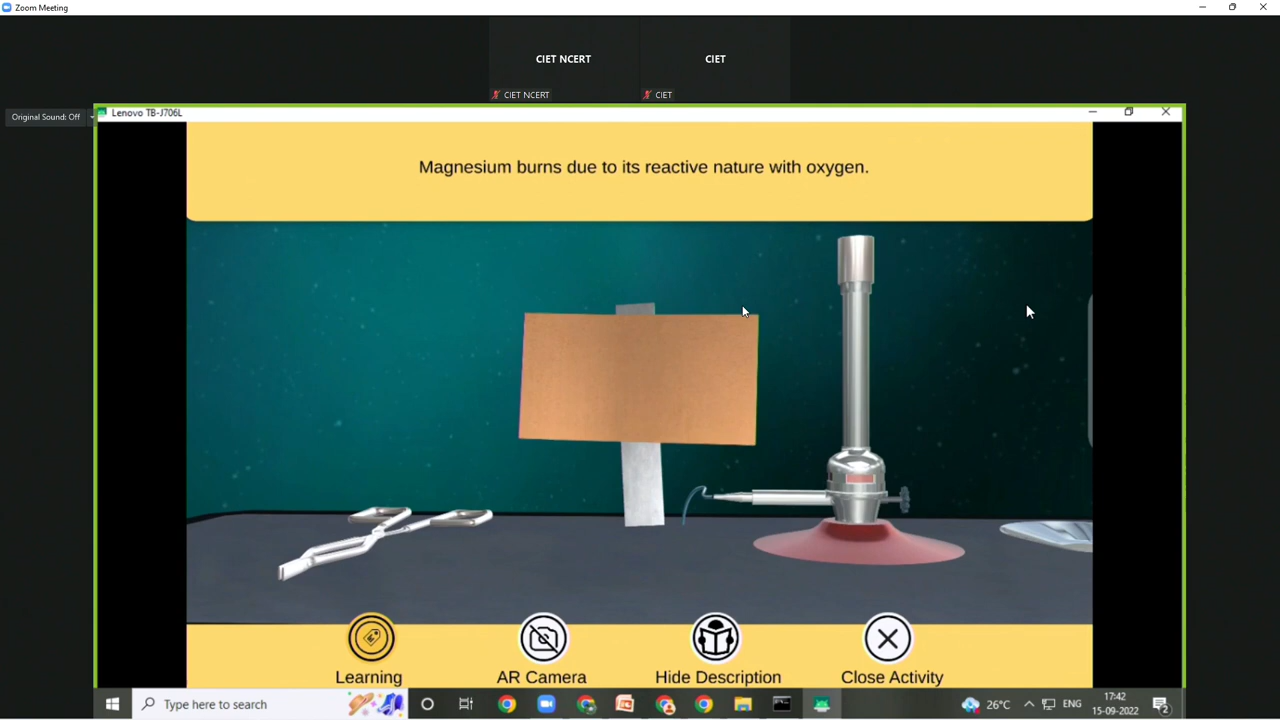 Zoom Meeting
CIET NCERT
CIET
CIET NCERT
CIET
Original Sound: Off
Lenovo TB-J706L
Magnesium burns due to its reactive nature with oxygen.
Learning
AR Camera
Hide Description
Close Activity
Type here to search
26°C
ENG
17:42
15-09-2022
2